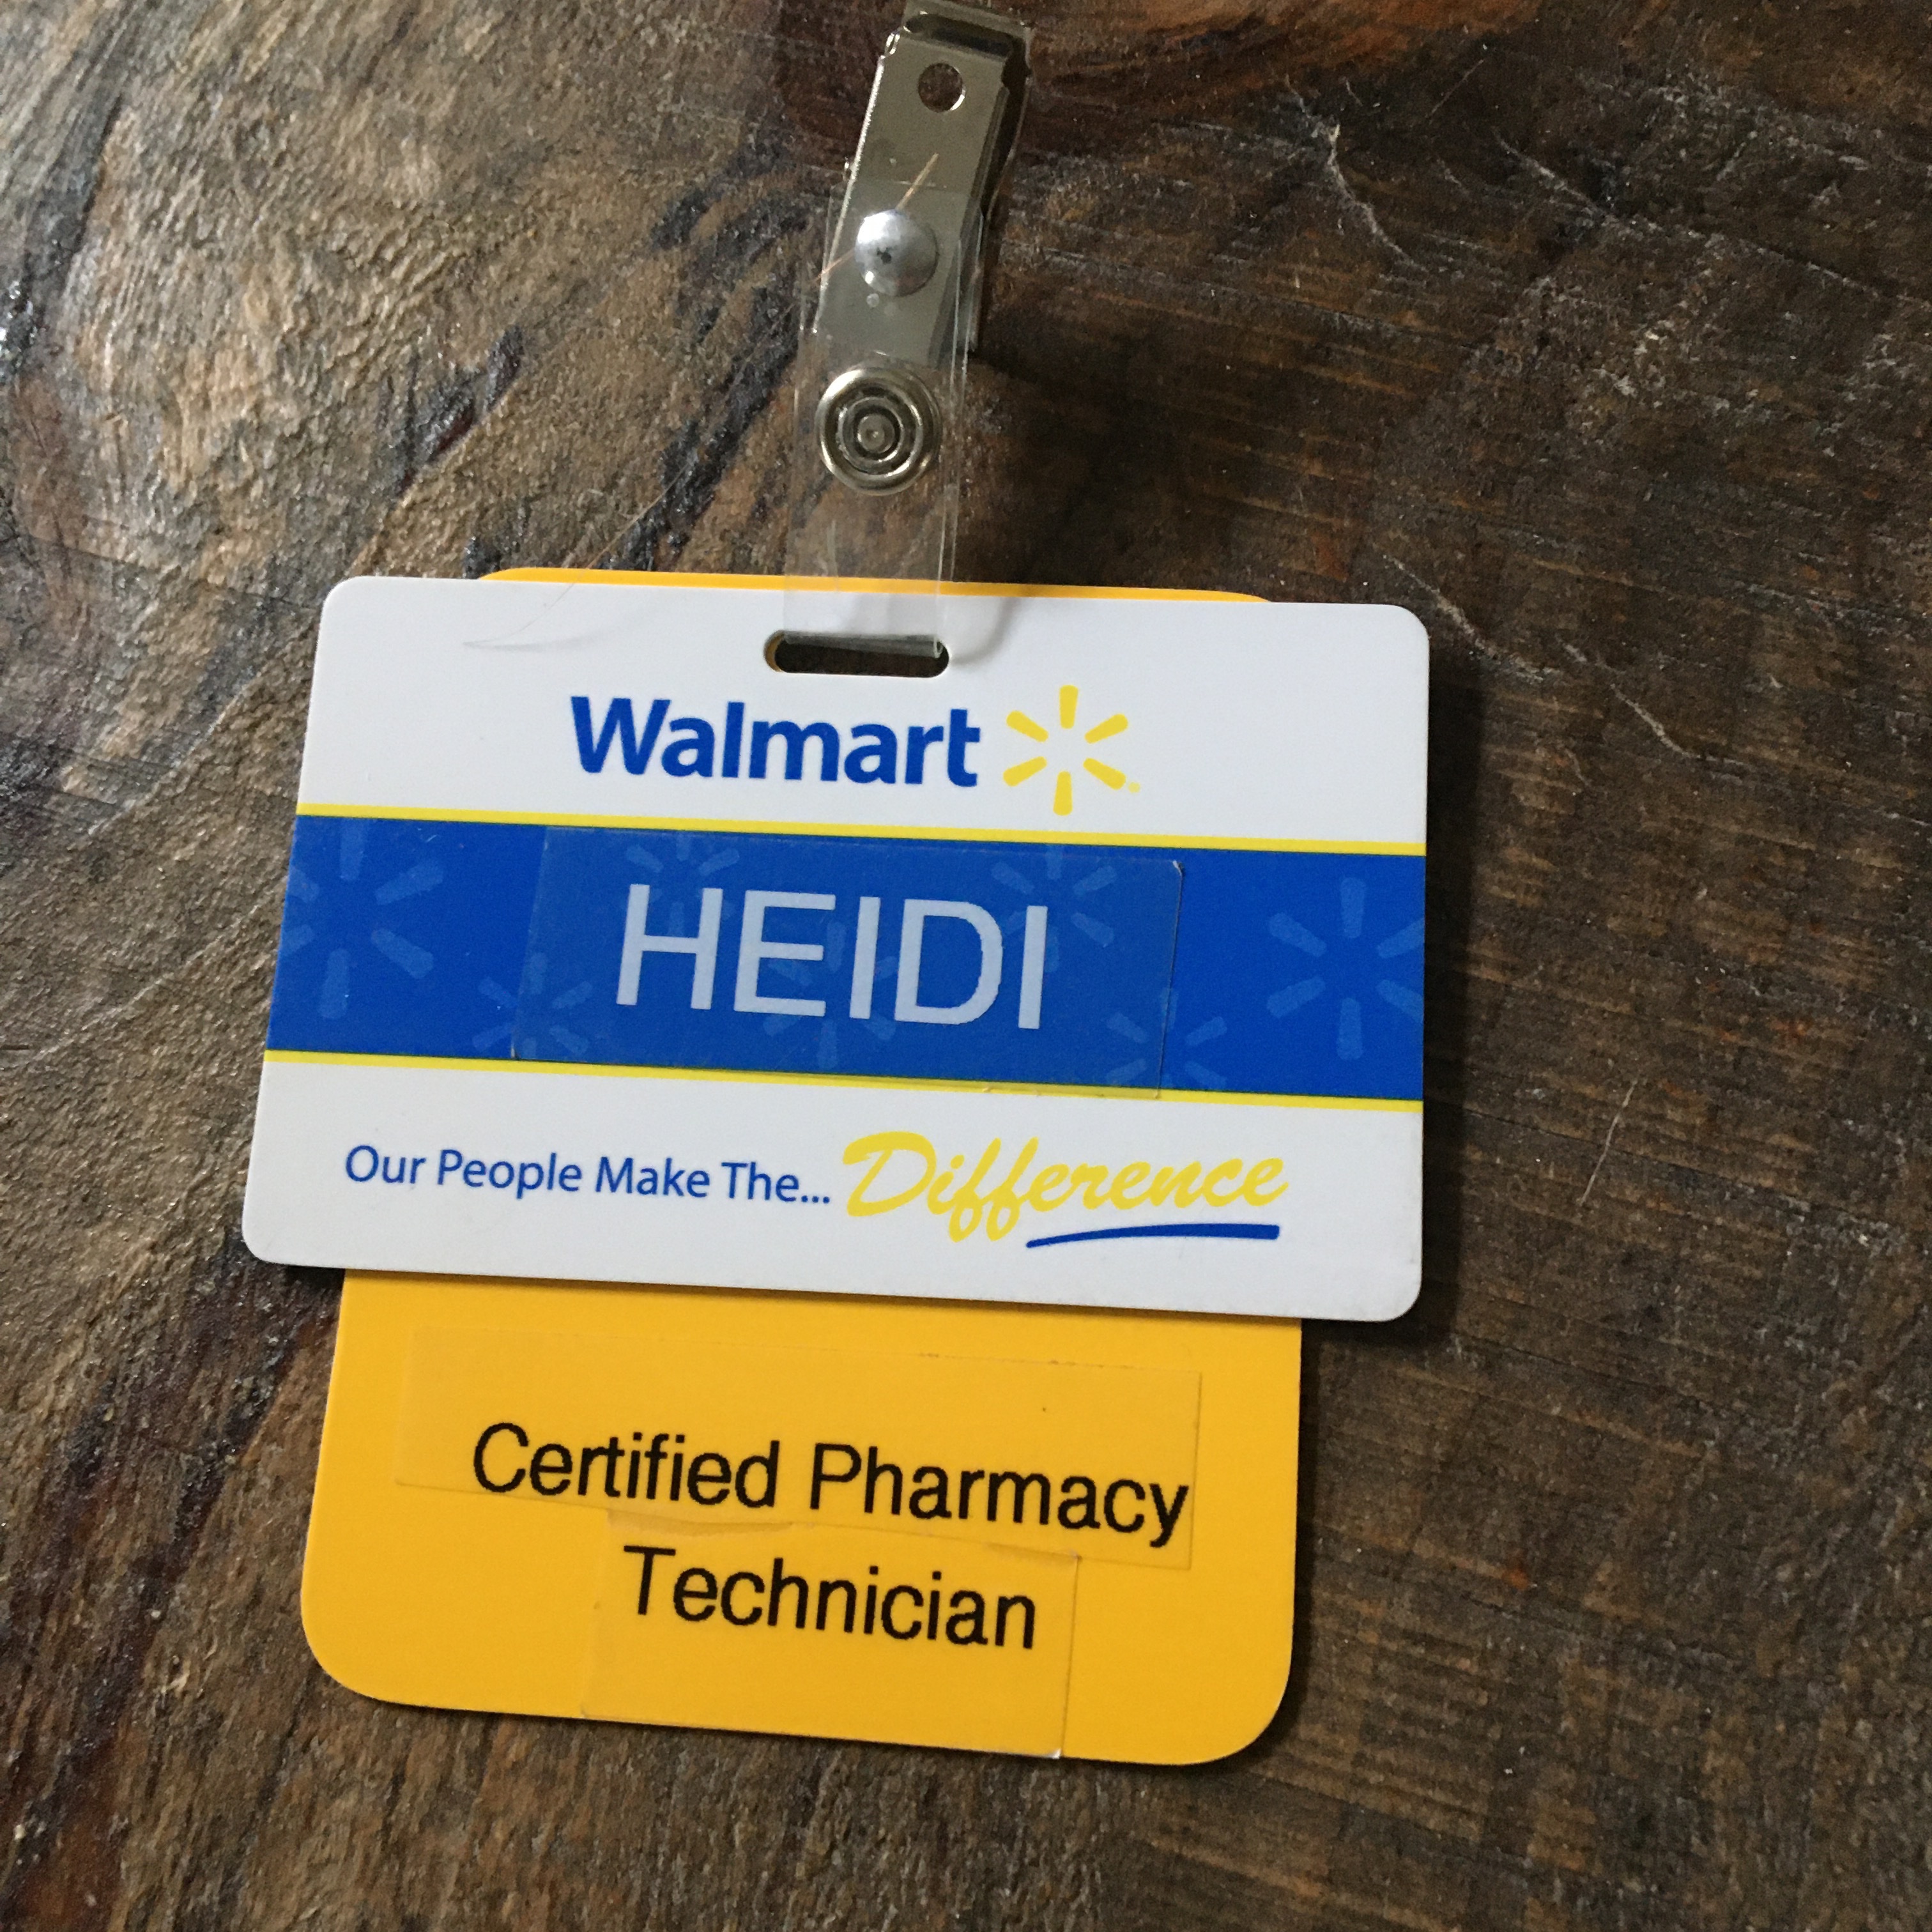 Walmart
HEIDI
Our People Make The... Difference
Certified Pharmacy
Technician